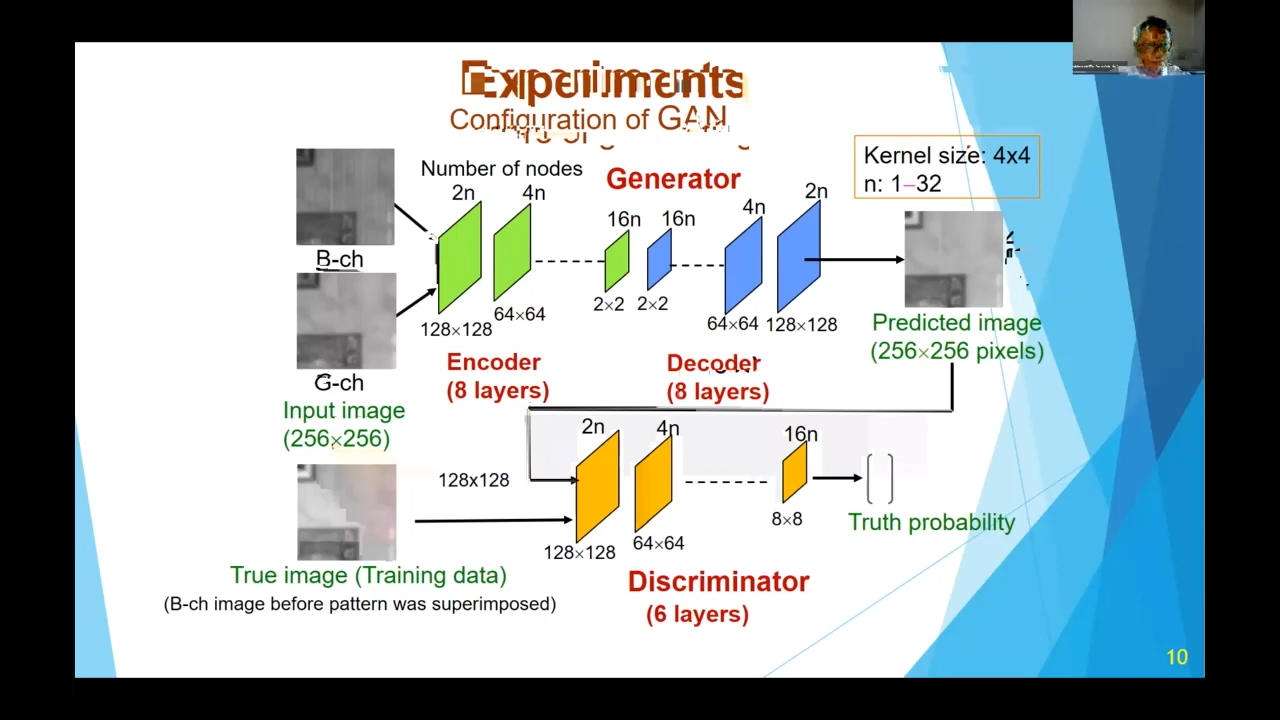 Experiments
Configuration of GAN
Number of nodes
Generator
Kernel size: 4x4
n: 1–32
2n
4n
16n
16n
4n
2n
B-ch
G-ch
128×128
64×64
2×2
2×2
64×64
128×128
Encoder
(8 layers)
Decoder
(8 layers)
Predicted image
(256×256 pixels)
Input image
(256×256)
2n
4n
16n
128x128
128×128
64×64
8×8
Truth probability
True image (Training data)
(B-ch image before pattern was superimposed)
Discriminator
(6 layers)
10